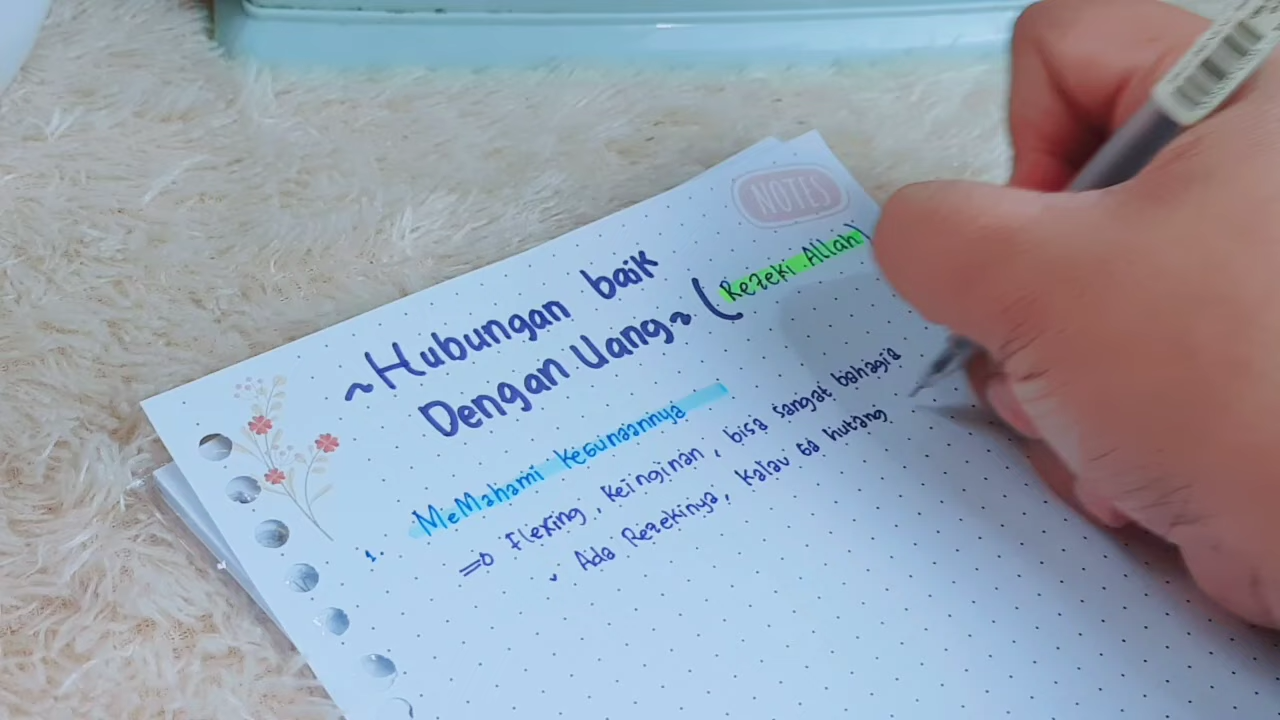 NOTES
~Hubungan baik
Dengan Uang~ (Rezeki Allah)
1. MeMahami Kegunaannya
=o Flexing, Keinginan, bisa sangat bahagia
• Ada Rezekinya, Kalau ga hutang